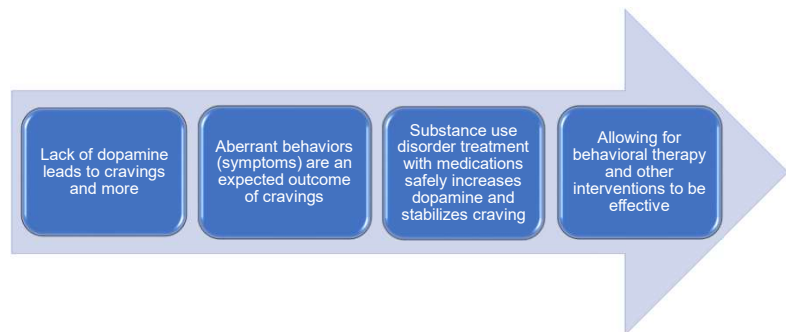 Lack of dopamine
leads to cravings
and more
Aberrant behaviors
(symptoms) are an
expected outcome
of cravings
Substance use
disorder treatment
with medications
safely increases
dopamine and
stabilizes craving
Allowing for
behavioral therapy
and other
interventions to be
effective